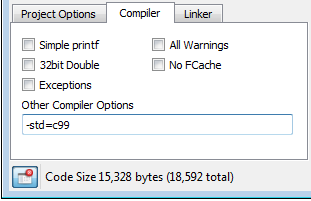 Project Options Compiler Linker
Simple printf All Warnings
32bit Double No FCache
Exceptions
Other Compiler Options
-std=c99
Code Size 15,328 bytes (18,592 total)